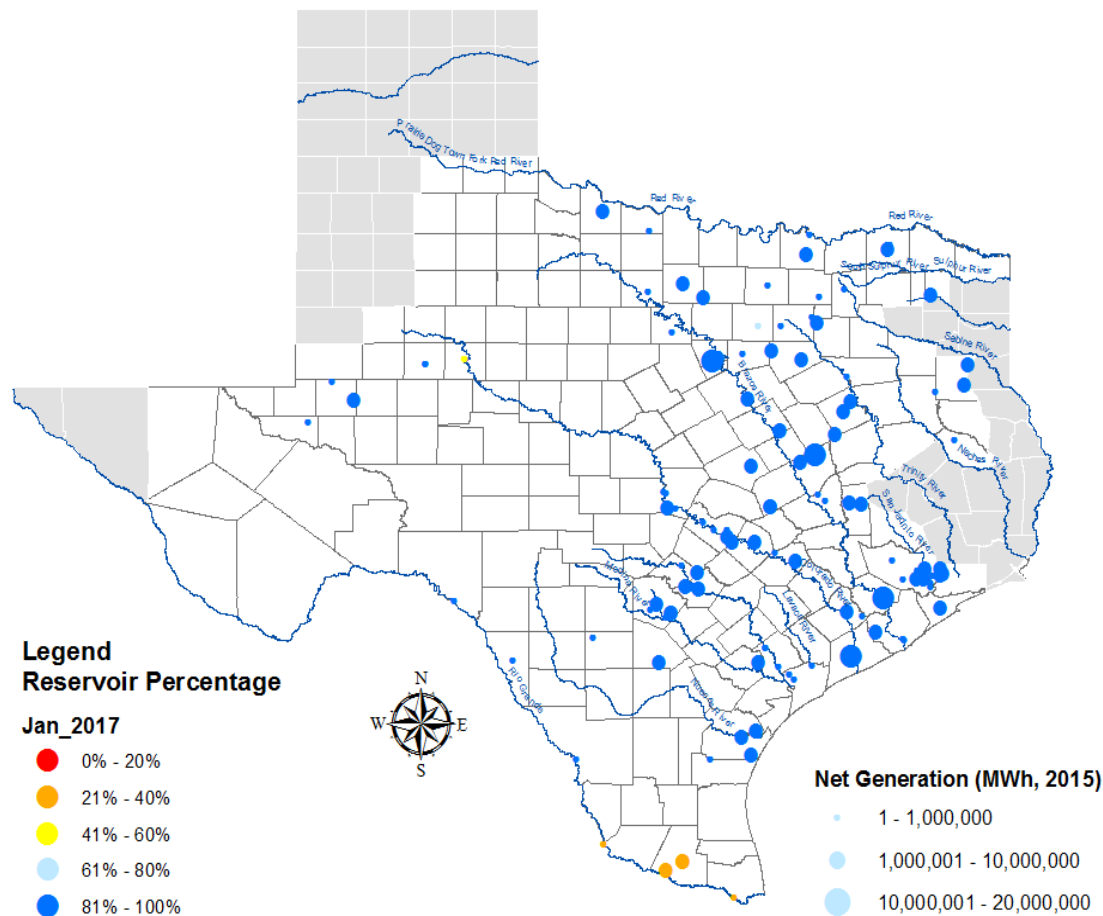 Prairie Dog Town Fork Red River
Red River
Red River
South Sulphur River
Sulphur River
Sabine River
Brazos River
Neches River
Trinity River
San Jacinto River
Colorado River
Medina River
Lavaca River
Rio Grande
Nueces River
N
W E
S
Legend
Reservoir Percentage
Jan_2017
0% - 20%
21% - 40%
41% - 60%
61% - 80%
81% - 100%
Net Generation (MWh, 2015)
1 - 1,000,000
1,000,001 - 10,000,000
10,000,001 - 20,000,000